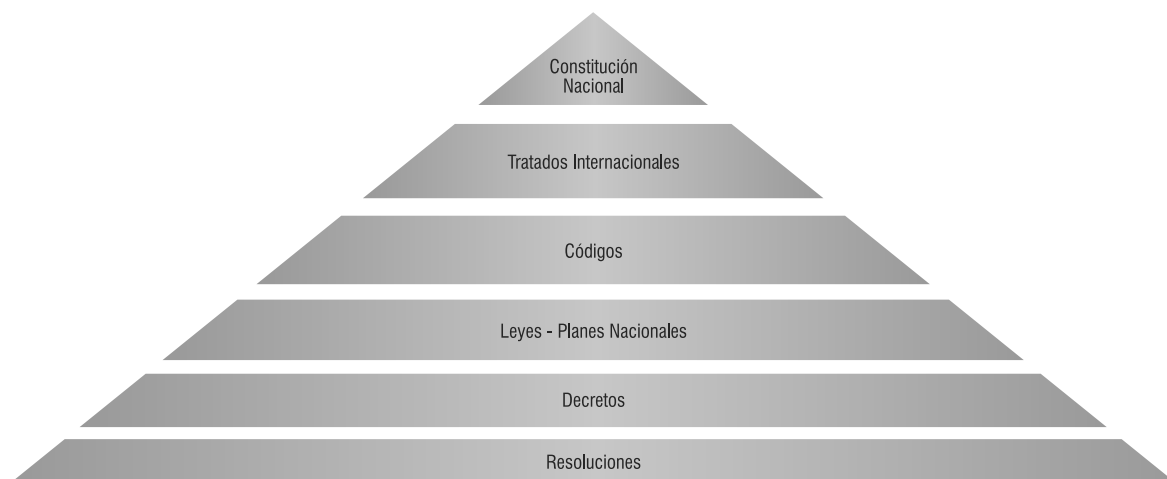 Constitución
Nacional
Tratados Internacionales
Códigos
Leyes - Planes Nacionales
Decretos
Resoluciones